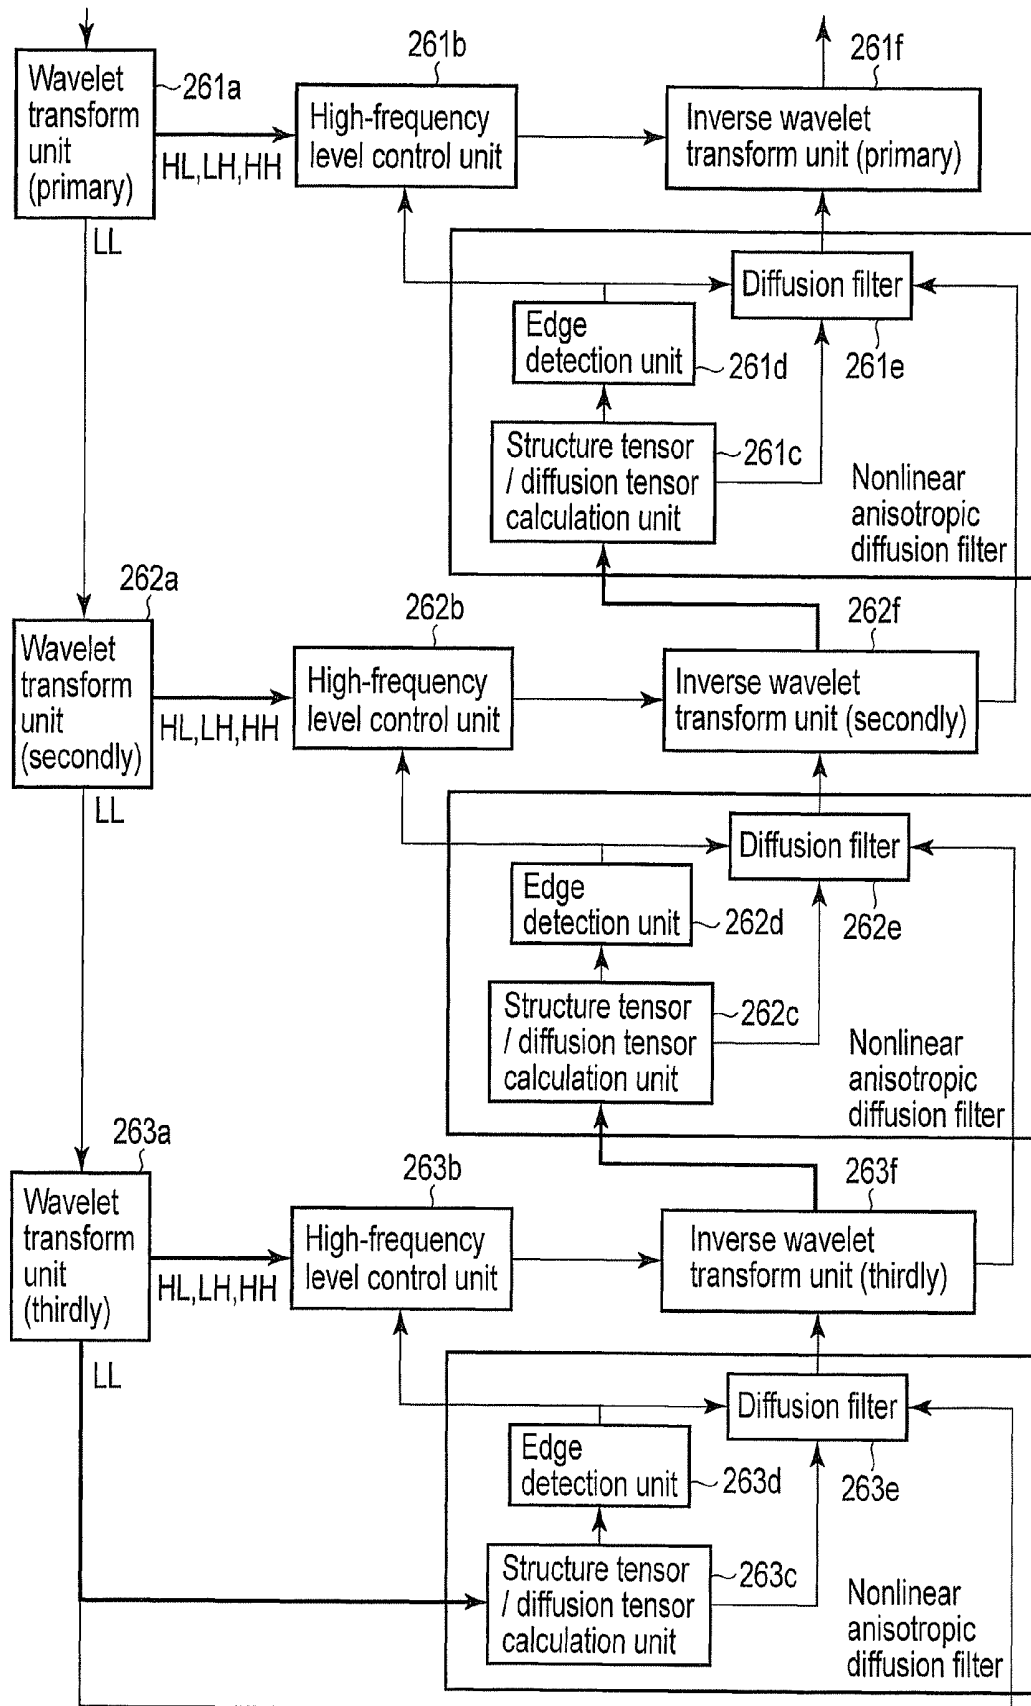 261b
261f
Wavelet
transform
unit
(primary)
261a
High-frequency
level control unit
Inverse wavelet
transform unit (primary)
HL,LH,HH
LL
Diffusion filter
Edge
detection unit
261d
261e
Structure tensor
/ diffusion tensor
calculation unit
261c
Nonlinear
anisotropic
diffusion filter
262a
262b
262f
Wavelet
transform
unit
(secondly)
High-frequency
level control unit
Inverse wavelet
transform unit (secondly)
HL,LH,HH
LL
Diffusion filter
Edge
detection unit
262d
262e
Structure tensor
/ diffusion tensor
calculation unit
262c
Nonlinear
anisotropic
diffusion filter
263a
263b
263f
Wavelet
transform
unit
(thirdly)
High-frequency
level control unit
Inverse wavelet
transform unit (thirdly)
HL,LH,HH
LL
Diffusion filter
Edge
detection unit
263d
263e
Structure tensor
/ diffusion tensor
calculation unit
263c
Nonlinear
anisotropic
diffusion filter